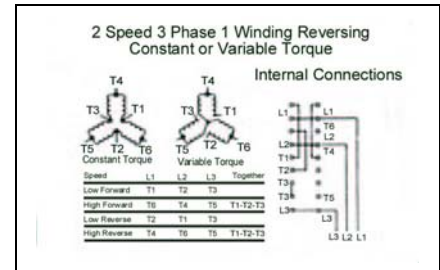 2 Speed 3 Phase 1 Winding Reversing
Constant or Variable Torque
Internal Connections
T4
T3 T1
T5 T2 T6
Constant Torque
T4
T3 T1
T5 T2 T6
Variable Torque
Speed L1 L2 L3 Together
Low Forward T1 T2 T3
High Forward T6 T4 T5 T1-T2-T3
Low Reverse T2 T1 T3
High Reverse T4 T6 T5 T1-T2-T3
L1 L1
T6
L2 L2
T1 T4
T2
T3
T3 T5
L3 L3
L3 L2 L1